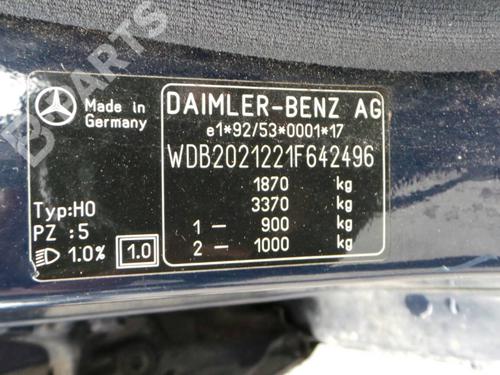 B PARTS
Made in
Germany
DAIMLER-BENZ AG
e1*92/53*0001*17
WDB2021221F642496
1870 kg
3370 kg
1 – 900 kg
2 – 1000 kg
Typ:H0
PZ :5
1.0% 1.0